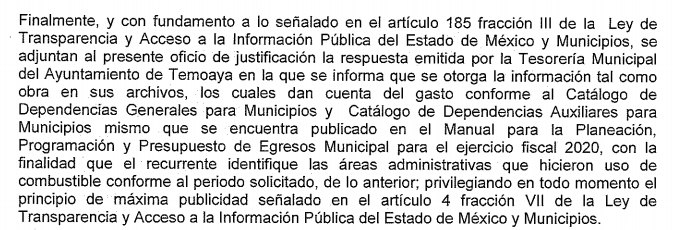 Finalmente, y con fundamento a lo señalado en el artículo 185 fracción III de la Ley de
Transparencia y Acceso a la Información Pública del Estado de México y Municipios, se
adjuntan al presente oficio de justificación la respuesta emitida por la Tesorería Municipal
del Ayuntamiento de Temoaya en la que se informa que se otorga la información tal como
obra en sus archivos, los cuales dan cuenta del gasto conforme al Catálogo de
Dependencias Generales para Municipios y Catálogo de Dependencias Auxiliares para
Municipios mismo que se encuentra publicado en el Manual para la Planeación,
Programación y Presupuesto de Egresos Municipal para el ejercicio fiscal 2020, con la
finalidad que el recurrente identifique las áreas administrativas que hicieron uso de
combustible conforme al periodo solicitado, de lo anterior; privilegiando en todo momento el
principio de máxima publicidad señalado en el artículo 4 fracción VII de la Ley de
Transparencia y Acceso a la Información Pública del Estado de México y Municipios.